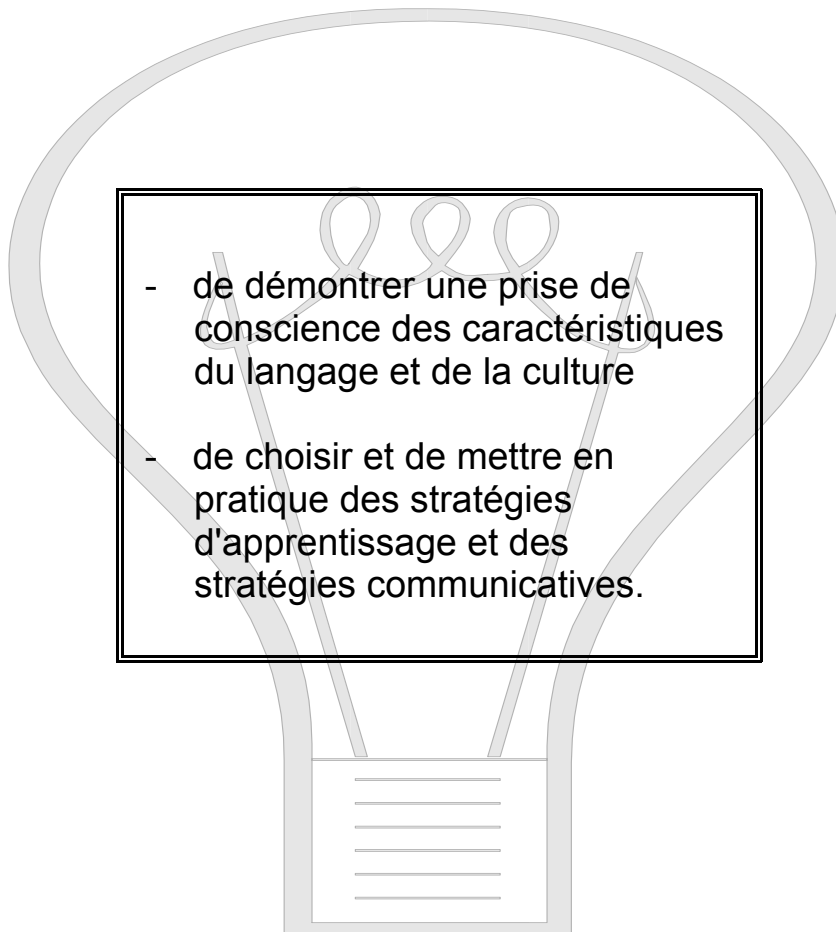 - de démontrer une prise de
conscience des caractéristiques
du langage et de la culture
- de choisir et de mettre en
pratique des stratégies
d'apprentissage et des
stratégies communicatives.